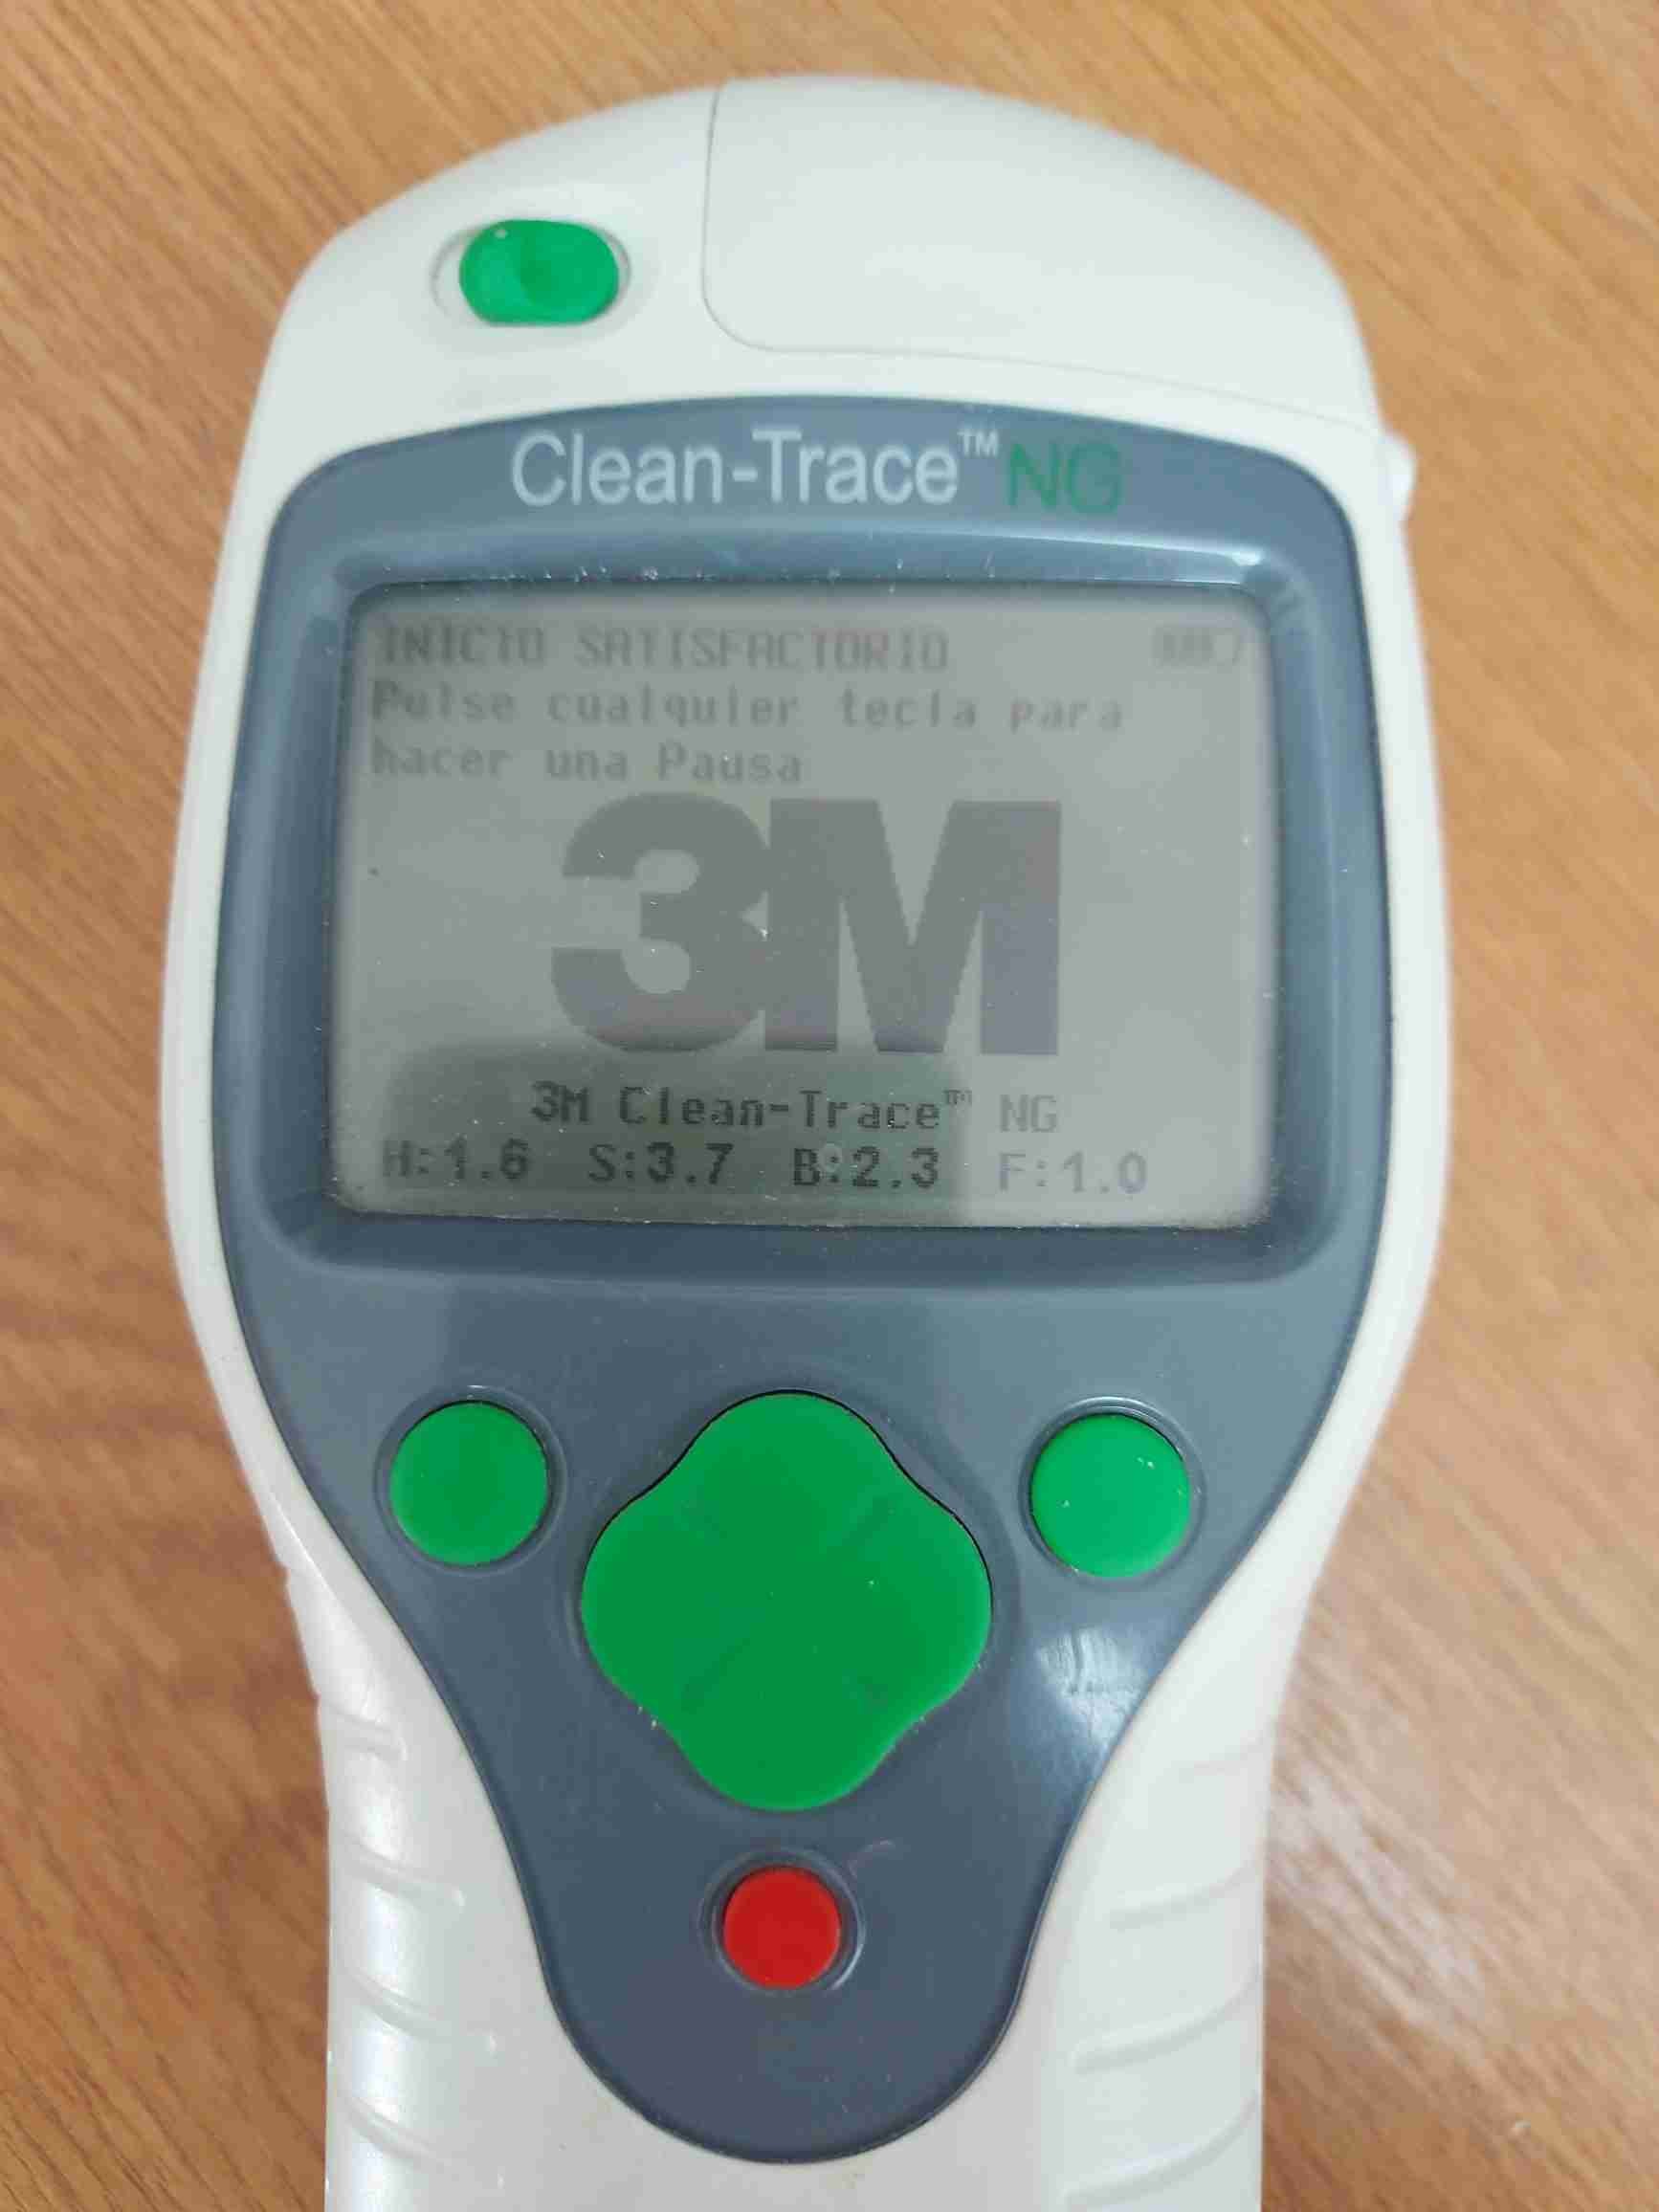 Clean-Trace™ NG
INICIO SATISFACTORIO
Pulse cualquier tecla para
hacer una Pausa
3M
3M Clean-Trace™ NG
H:1.6 S:3.7 B:2.3 F:1.0